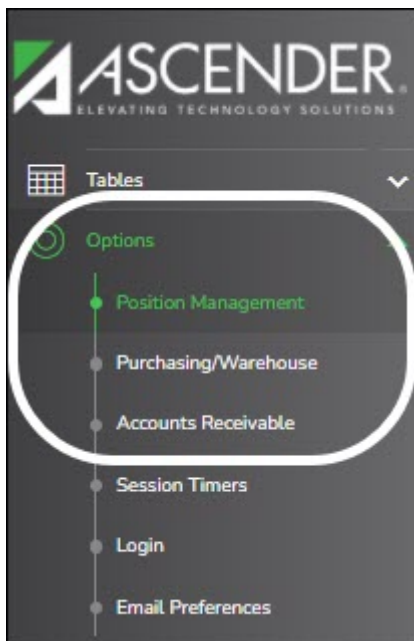 ASCENDER®
ELEVATING TECHNOLOGY SOLUTIONS
Tables
Options
Position Management
Purchasing/Warehouse
Accounts Receivable
Session Timers
Login
Email Preferences